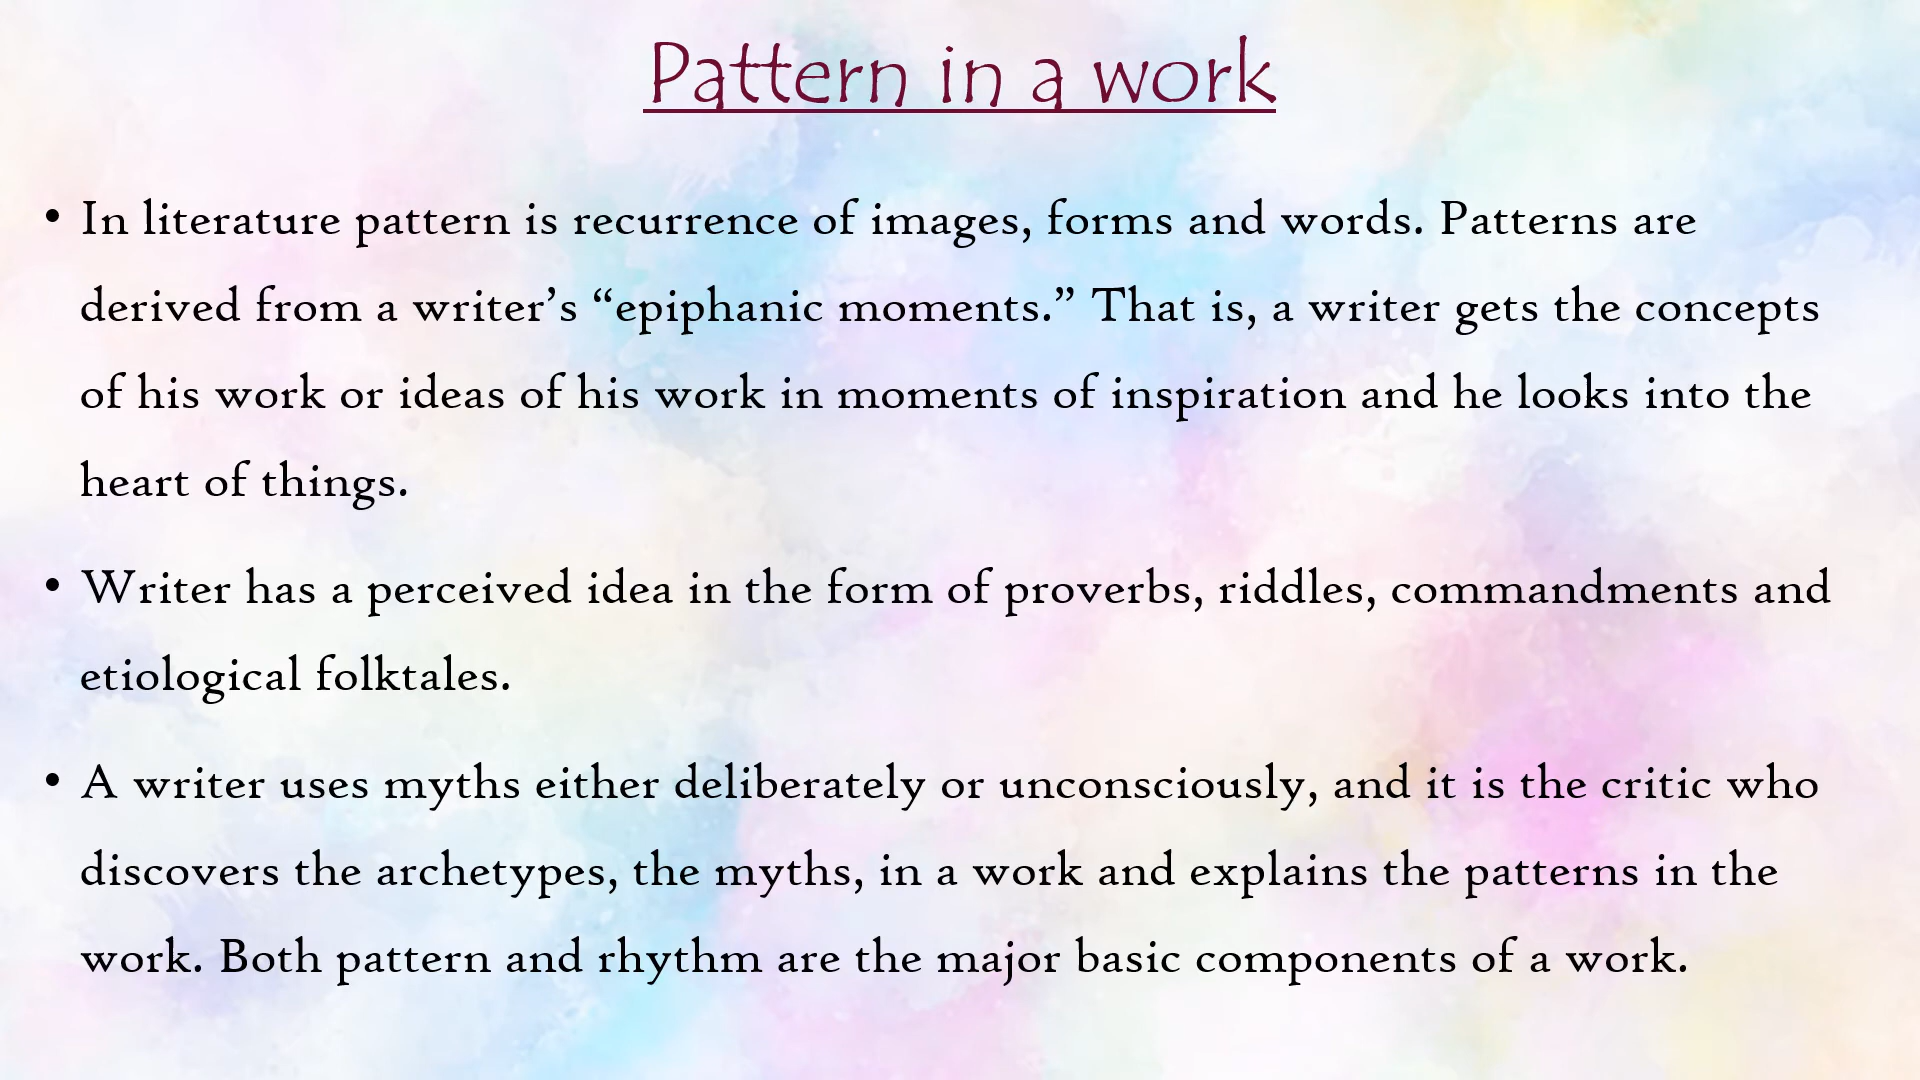 Pattern in a work
• In literature pattern is recurrence of images, forms and words. Patterns are
derived from a writer’s “epiphanic moments.” That is, a writer gets the concepts
of his work or ideas of his work in moments of inspiration and he looks into the
heart of things.
• Writer has a perceived idea in the form of proverbs, riddles, commandments and
etiological folktales.
• A writer uses myths either deliberately or unconsciously, and it is the critic who
discovers the archetypes, the myths, in a work and explains the patterns in the
work. Both pattern and rhythm are the major basic components of a work.